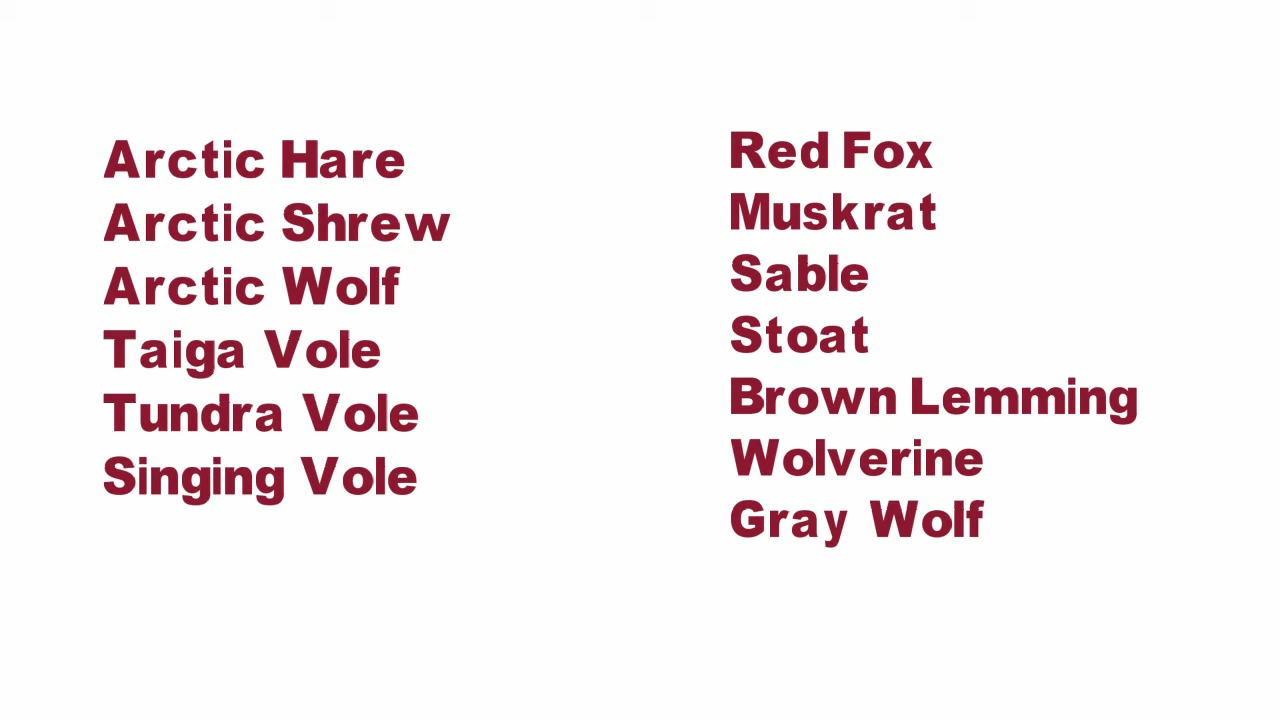 Arctic Hare
Arctic Shrew
Arctic Wolf
Taiga Vole
Tundra Vole
Singing Vole
Red Fox
Muskrat
Sable
Stoat
Brown Lemming
Wolverine
Gray Wolf